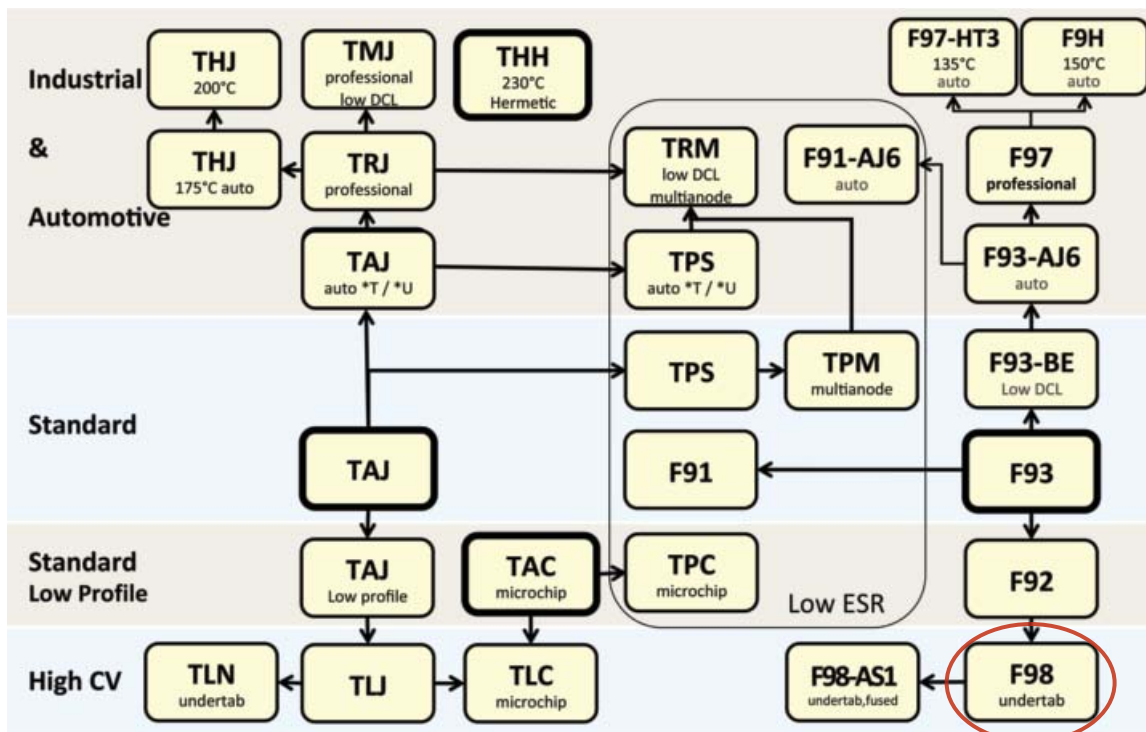 Industrial
&
Automotive
THJ
200°C
TMJ
professional
low DCL
THH
230°C
Hermetic
F97-HT3
135°C
auto
F9H
150°C
auto
THJ
175°C auto
TRJ
professional
TRM
low DCL
multianode
F91-AJ6
auto
F97
professional
TAJ
auto *T / *U
TPS
auto *T / *U
F93-AJ6
auto
Standard
TPS
TPM
multianode
F93-BE
Low DCL
TAJ
F91
F93
Standard
Low Profile
TAJ
Low profile
TAC
microchip
TPC
microchip
Low ESR
F92
High CV
TLN
undertab
TLJ
TLC
microchip
F98-AS1
undertab,fused
F98
undertab